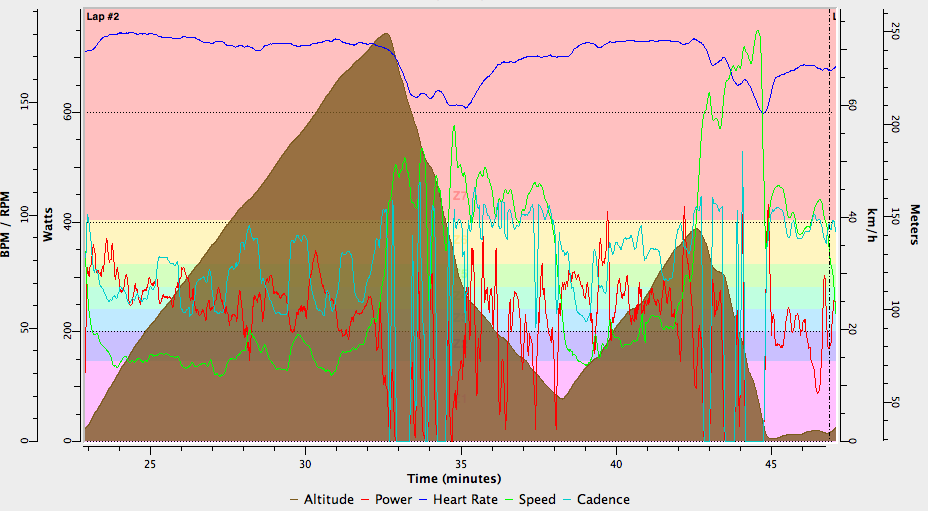 Lap #2
L
150
100
50
0
BPM / RPM
600
400
200
0
Watts
Z7
60
40
20
0
km/h
250
200
150
100
50
Meters
25 30 35 40 45
Time (minutes)
– Altitude – Power – Heart Rate – Speed – Cadence